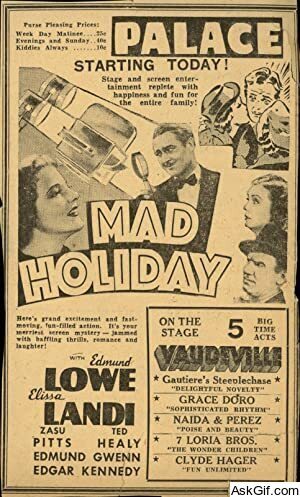 Purse Pleasing Prices:
Week Day Matinee....25c
Evenings and Sunday..40c
Kiddies Always ......10c
PALACE
STARTING TODAY!
Stage and screen enter-
tainment replete with
happiness and fun for
the entire family!
MAD
HOLIDAY
Here's grand excitement and fast-
moving, fun-filled action. It's your
merriest screen mystery — jammed
with baffling thrills, romance and
laughter!
WITH Edmund
LOWE
Elissa
LANDI
ZASU TED
PITTS HEALY
EDMUND GWENN
EDGAR KENNEDY
ON THE
STAGE
5 BIG
TIME
ACTS
VAUDEVILLE
Gautiere's Steeplechase
"DELIGHTFUL NOVELTY"
GRACE DORO
"SOPHISTICATED RHYTHM"
NAIDA & PEREZ
"POISE AND BEAUTY"
7 LORIA BROS.
"THE WONDER CHILDREN"
CLYDE HAGER
"FUN UNLIMITED"
AskGif.com